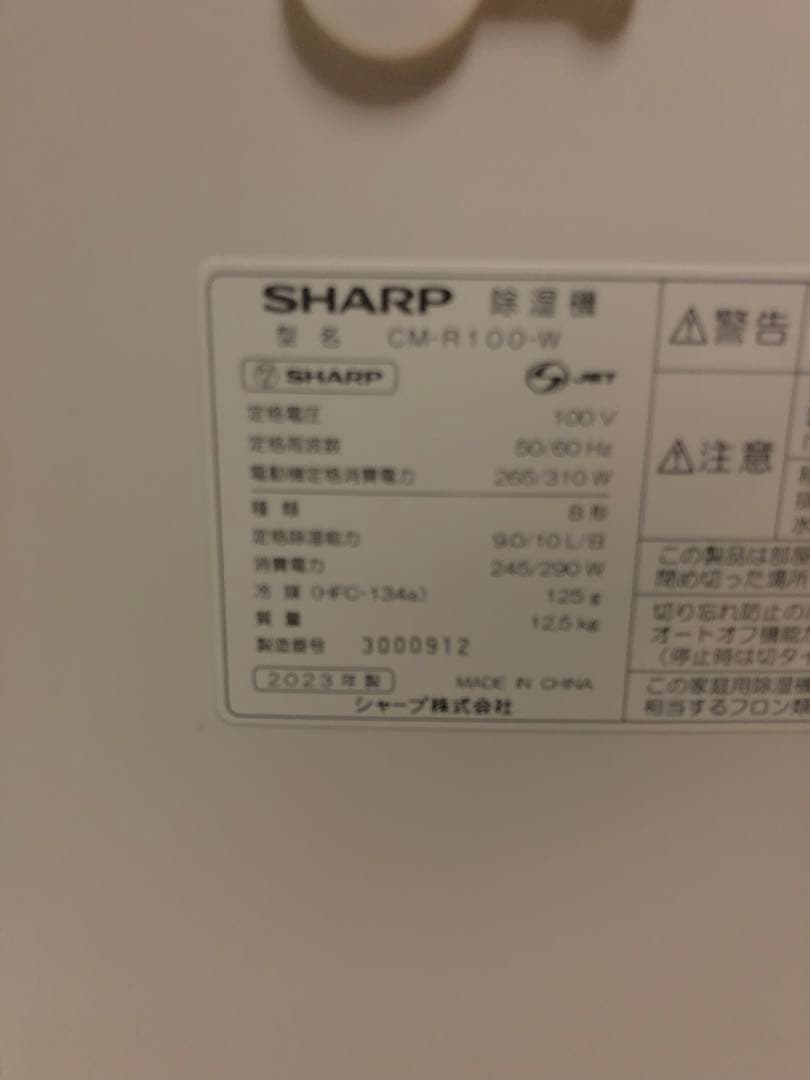 SHARP 除湿機
型名 CM-R100-W
SHARP JET
定格電圧 100V
定格周波数 50/60 Hz
電動機定格消費電力 265/310 W
種類 B形
定格除湿能力 9.0/10 L/日
消費電力 245/290 W
冷媒 (HFC-134a) 125 g
質量 12.5 kg
製造番号 3000912
2023年製 MADE IN CHINA
シャープ株式会社
警告
注意
この製品は部屋
閉め切った場所
切り忘れ防止の
オートオフ機能が
(停止時は切タイ
この家庭用除湿機
相当するフロン類